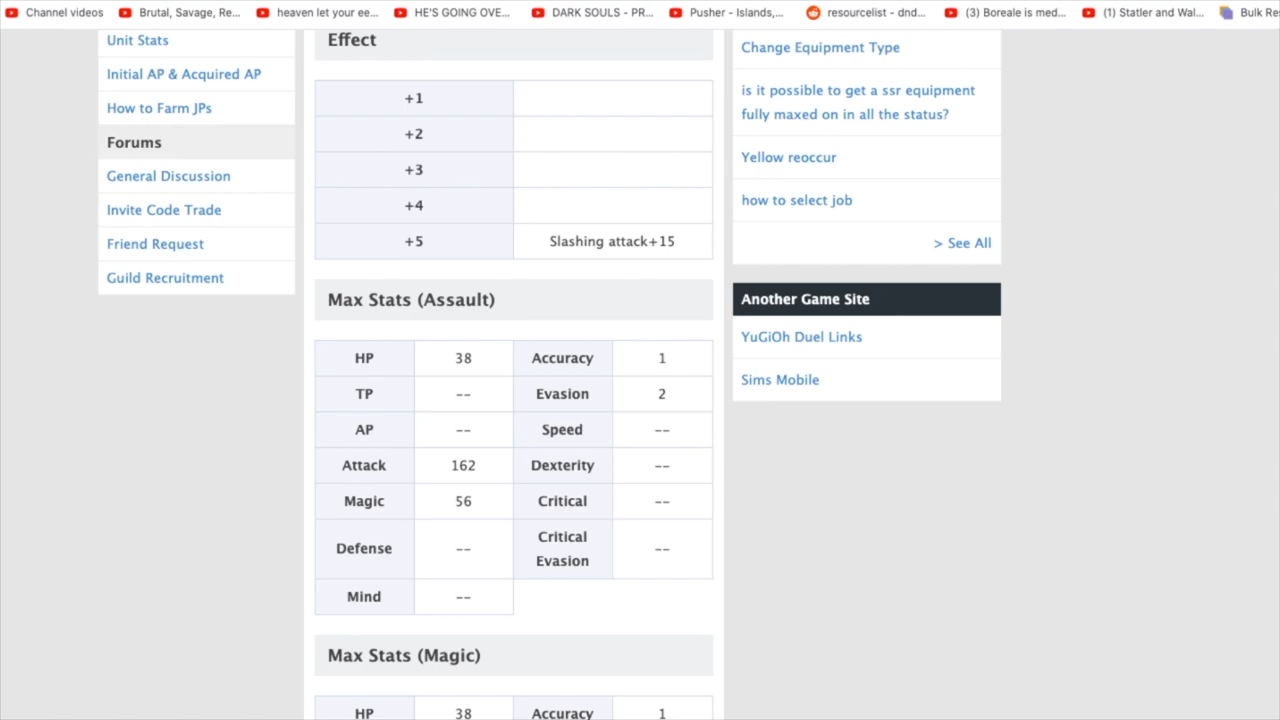 Channel videos
Brutal, Savage, Re...
heaven let your ee...
HE'S GOING OVE...
DARK SOULS - PR...
Pusher - Islands,...
resourcelist - dnd...
(3) Boreale is med...
(1) Statler and Wal...
Bulk Re
Unit Stats
Initial AP & Acquired AP
How to Farm JPs
Forums
General Discussion
Invite Code Trade
Friend Request
Guild Recruitment
Effect
+1
+2
+3
+4
+5 Slashing attack+15
Max Stats (Assault)
HP 38 Accuracy 1
TP -- Evasion 2
AP -- Speed --
Attack 162 Dexterity --
Magic 56 Critical --
Defense -- Critical
Evasion --
Mind --
Max Stats (Magic)
HP 38 Accuracy 1
Change Equipment Type
is it possible to get a ssr equipment
fully maxed on in all the status?
Yellow reoccur
how to select job
> See All
Another Game Site
YuGiOh Duel Links
Sims Mobile